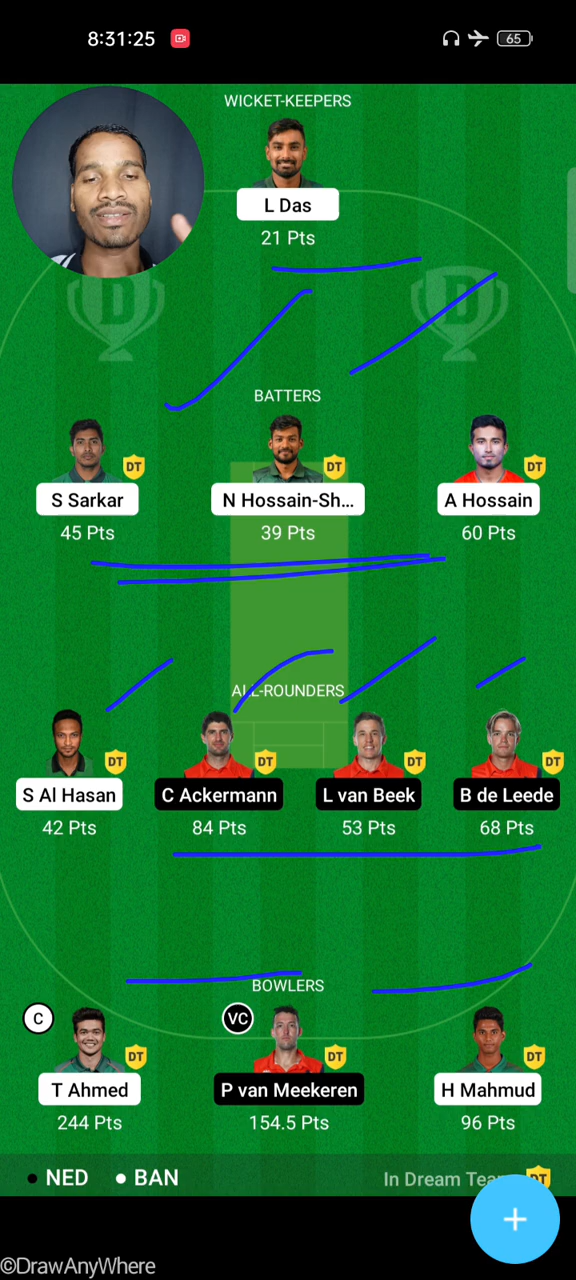 8:31:25
65
WICKET-KEEPERS
L Das
21 Pts
BATTERS
DT DT DT
S Sarkar N Hossain-Sh... A Hossain
45 Pts 39 Pts 60 Pts
ALL-ROUNDERS
DT DT DT DT
S Al Hasan C Ackermann L van Beek B de Leede
42 Pts 84 Pts 53 Pts 68 Pts
BOWLERS
C VC
DT DT DT
T Ahmed P van Meekeren H Mahmud
244 Pts 154.5 Pts 96 Pts
NED BAN In Dream Tea DT
+
©DrawAnyWhere